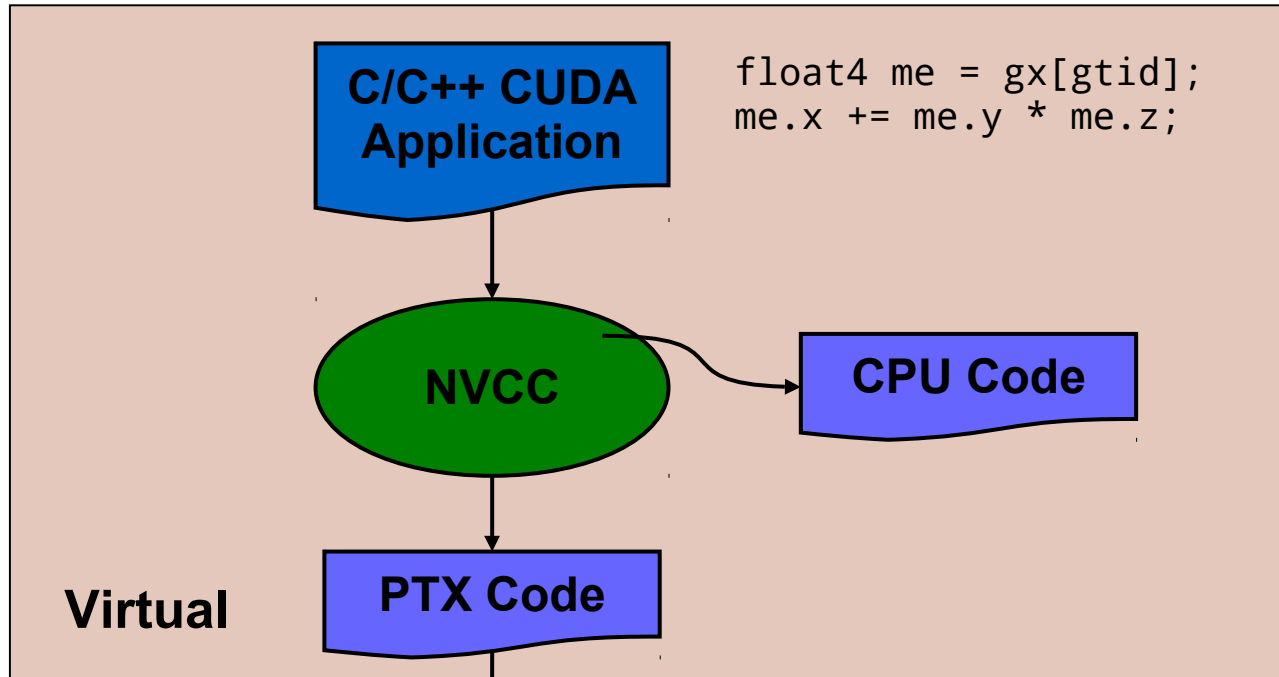 C/C++ CUDA
Application
float4 me = gx[gtid];
me.x += me.y * me.z;
NVCC
CPU Code
PTX Code
Virtual